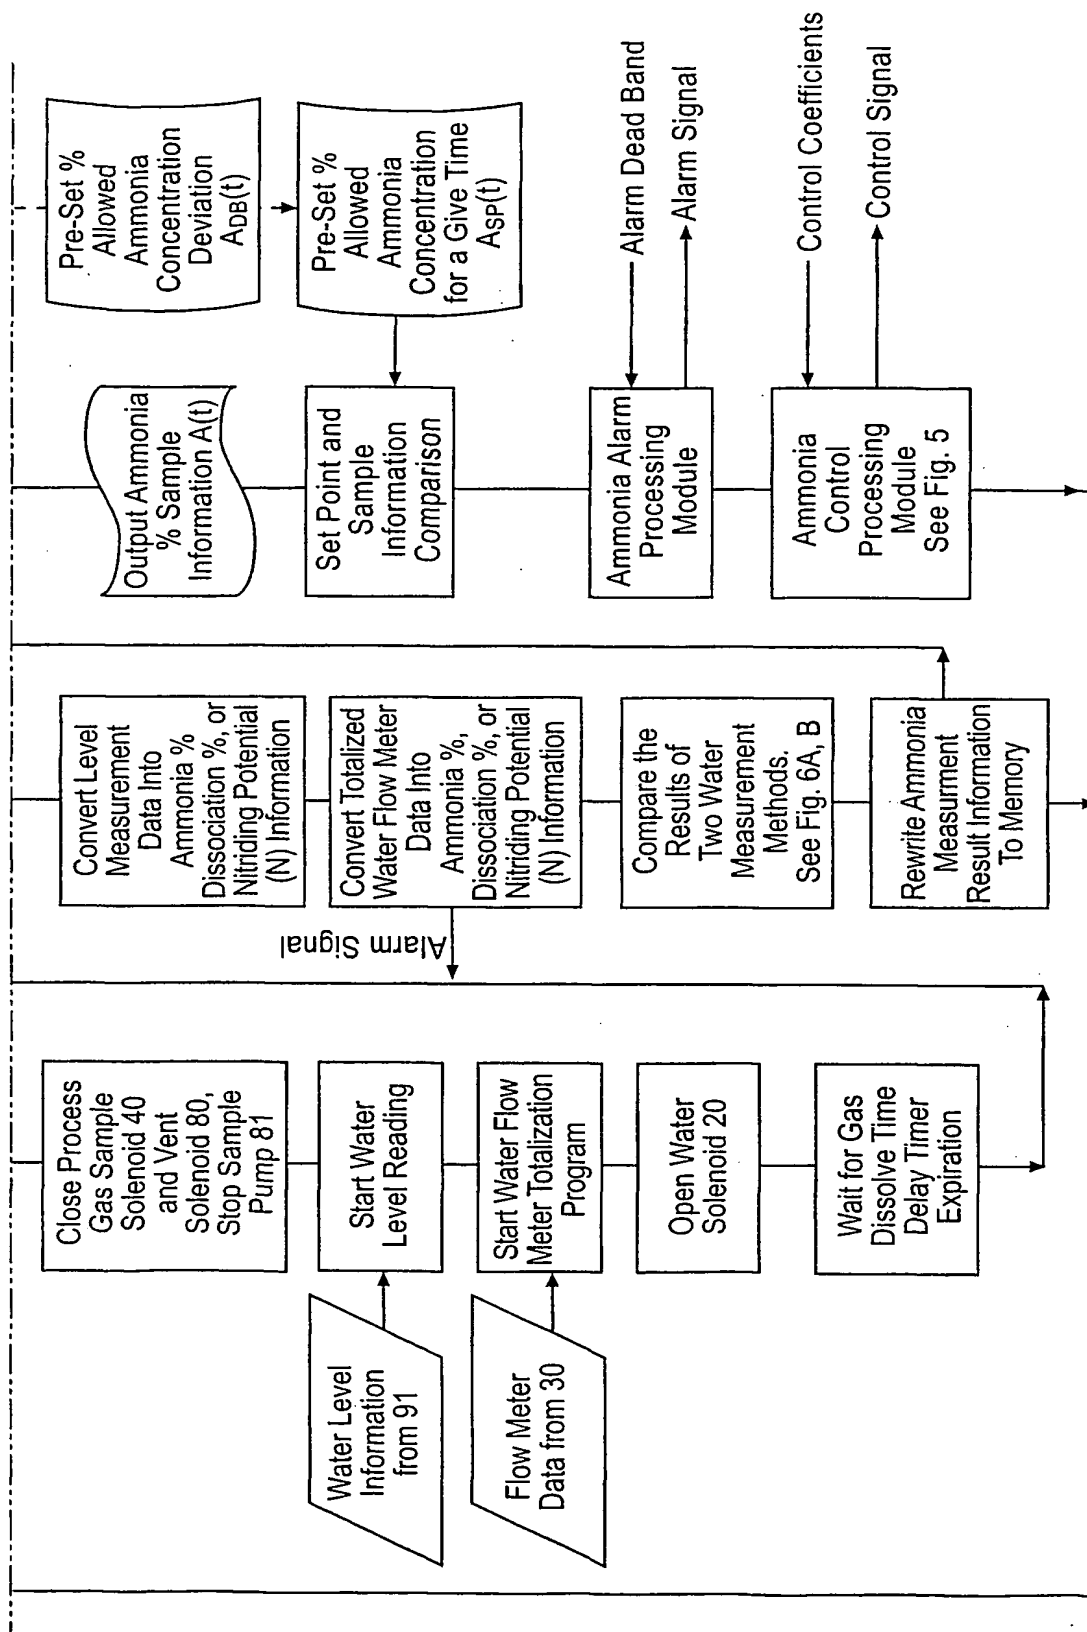 Close Process
Gas Sample
Solenoid 40
and Vent
Solenoid 80,
Stop Sample
Pump 81
Water Level
Information
from 91
Start Water
Level Reading
Flow Meter
Data from 30
Start Water Flow
Meter Totalization
Program
Open Water
Solenoid 20
Wait for Gas
Dissolve Time
Delay Timer
Expiration
Convert Level
Measurement
Data Into
Ammonia %
Dissociation %, or
Nitriding Potential
(N) Information
Convert Totalized
Water Flow Meter
Data Into
Ammonia %,
Dissociation %, or
Nitriding Potential
(N) Information
Alarm Signal
Compare the
Results of
Two Water
Measurement
Methods.
See Fig. 6A, B
Rewrite Ammonia
Measurment
Result Information
To Memory
Output Ammonia
% Sample
Information A(t)
Pre-Set %
Allowed
Ammonia
Concentration
Deviation
ADB(t)
Pre-Set %
Allowed
Ammonia
Concentration
for a Give Time
ASP(t)
Set Point and
Sample
Information
Comparison
Ammonia Alarm
Processing
Module
Alarm Dead Band
Alarm Signal
Ammonia
Control
Processing
Module
See Fig. 5
Control Coefficients
Control Signal